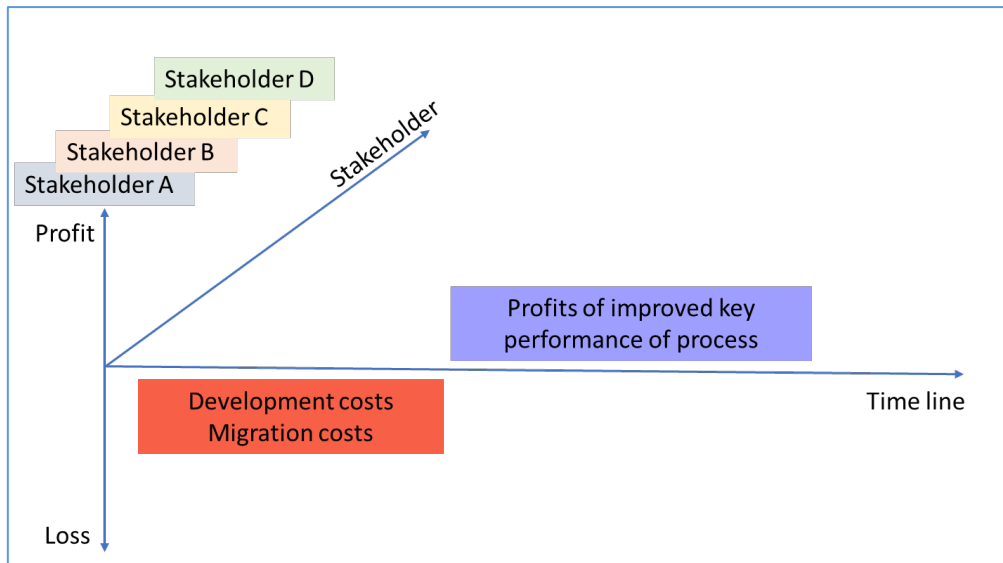 Stakeholder D
Stakeholder C
Stakeholder B
Stakeholder A
Stakeholder
Profit
Profits of improved key
performance of process
Development costs
Migration costs
Time line
Loss